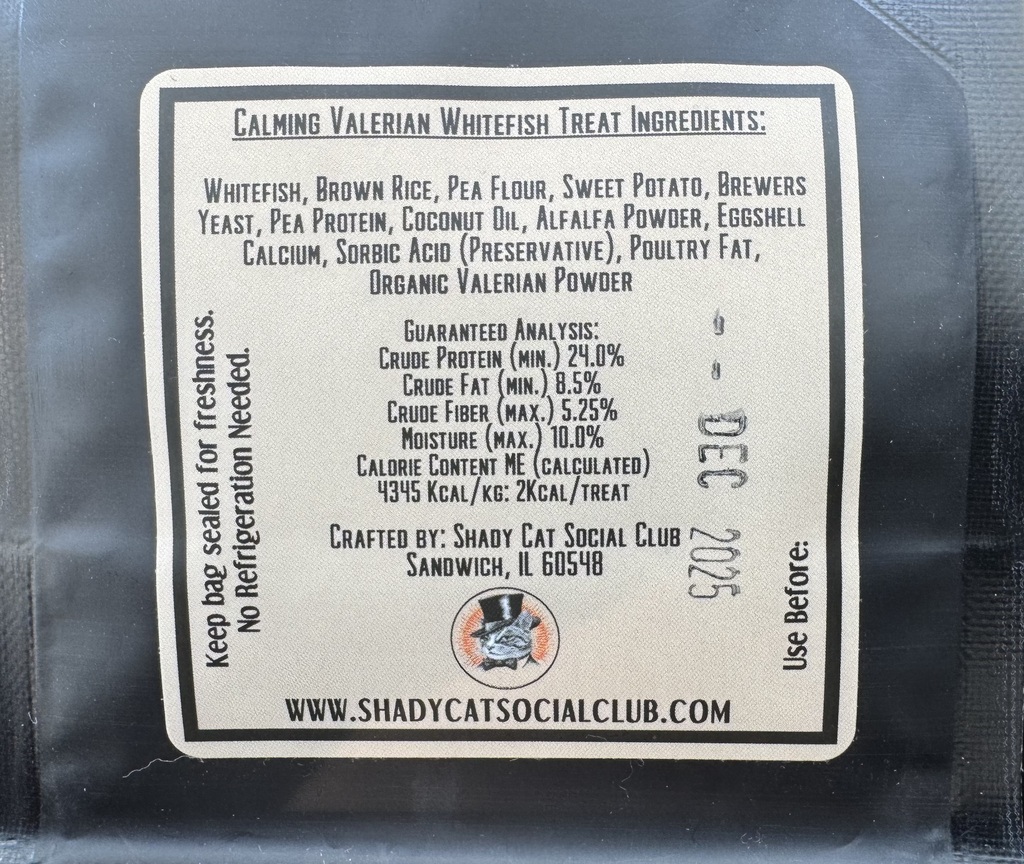 Calming Valerian Whitefish Treat Ingredients:
Whitefish, Brown Rice, Pea Flour, Sweet Potato, Brewers
Yeast, Pea Protein, Coconut Oil, Alfalfa Powder, Eggshell
Calcium, Sorbic Acid (Preservative), Poultry Fat,
Organic Valerian Powder
Guaranteed Analysis:
Crude Protein (min.) 24.0%
Crude Fat (min.) 8.5%
Crude Fiber (max.) 5.25%
Moisture (max.) 10.0%
Calorie Content ME (calculated)
4345 Kcal/kg: 2Kcal/treat
Crafted by: Shady Cat Social Club
Sandwich, IL 60548
WWW.SHADYCATSOCIALCLUB.COM
Keep bag sealed for freshness.
No Refrigeration Needed.
DEC 2025
Use Before: